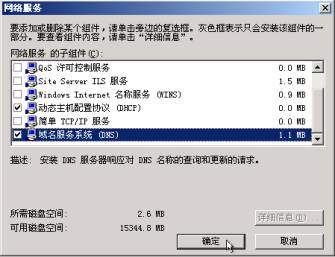 网络服务
要添加或删除某个组件，请单击旁边的复选框。灰色框表示只会安装该组件的一
部分。要查看组件内容，请单击“详细信息”。
网络服务 的子组件(C):
QoS 许可控制服务 0.0 MB
Site Server ILS 服务 1.5 MB
Windows Internet 名称服务 (WINS) 0.9 MB
动态主机配置协议 (DHCP) 0.0 MB
简单 TCP/IP 服务 0.0 MB
域名服务系统 (DNS) 1.1 MB
描述: 安装 DNS 服务器响应对 DNS 名称的查询和更新的请求。
所需磁盘空间: 2.6 MB
可用磁盘空间: 15344.8 MB
详细信息(D)
确定
取消